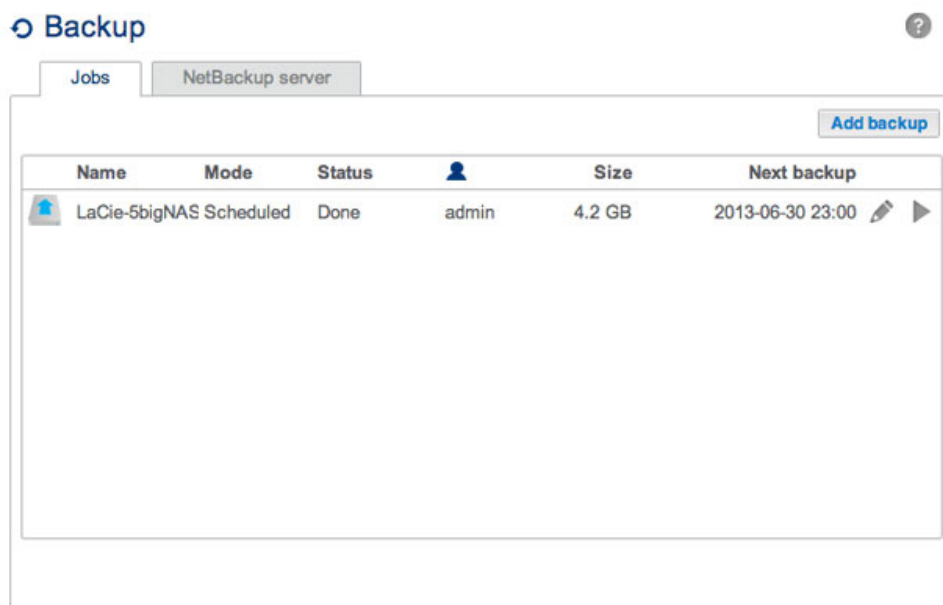 Backup
?
Jobs NetBackup server
Add backup
Name Mode Status Size Next backup
LaCie-5bigNAS Scheduled Done admin 4.2 GB 2013-06-30 23:00